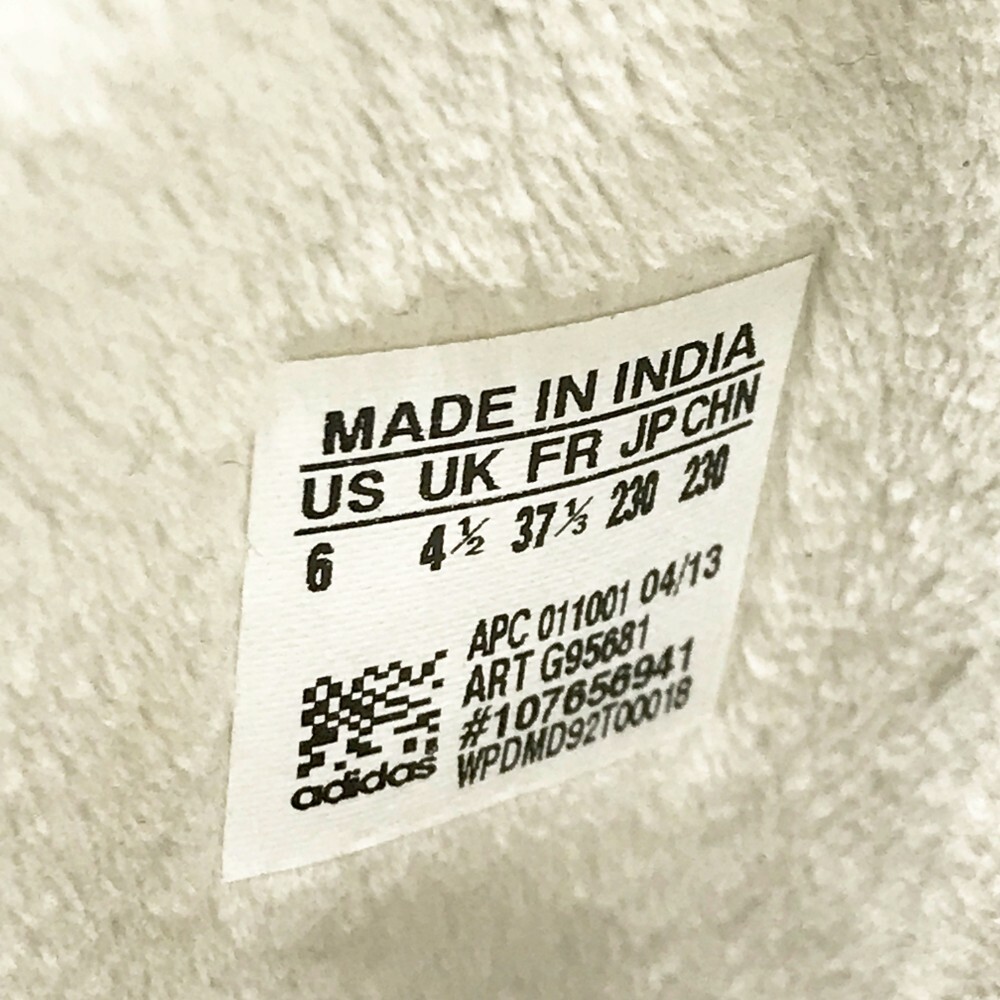 MADE IN INDIA
US UK FR JP CHN
6 4½ 37⅓ 230 230
APC 011001 04/13
ART G95681
#107656941
WPDMD92T00018
adidas